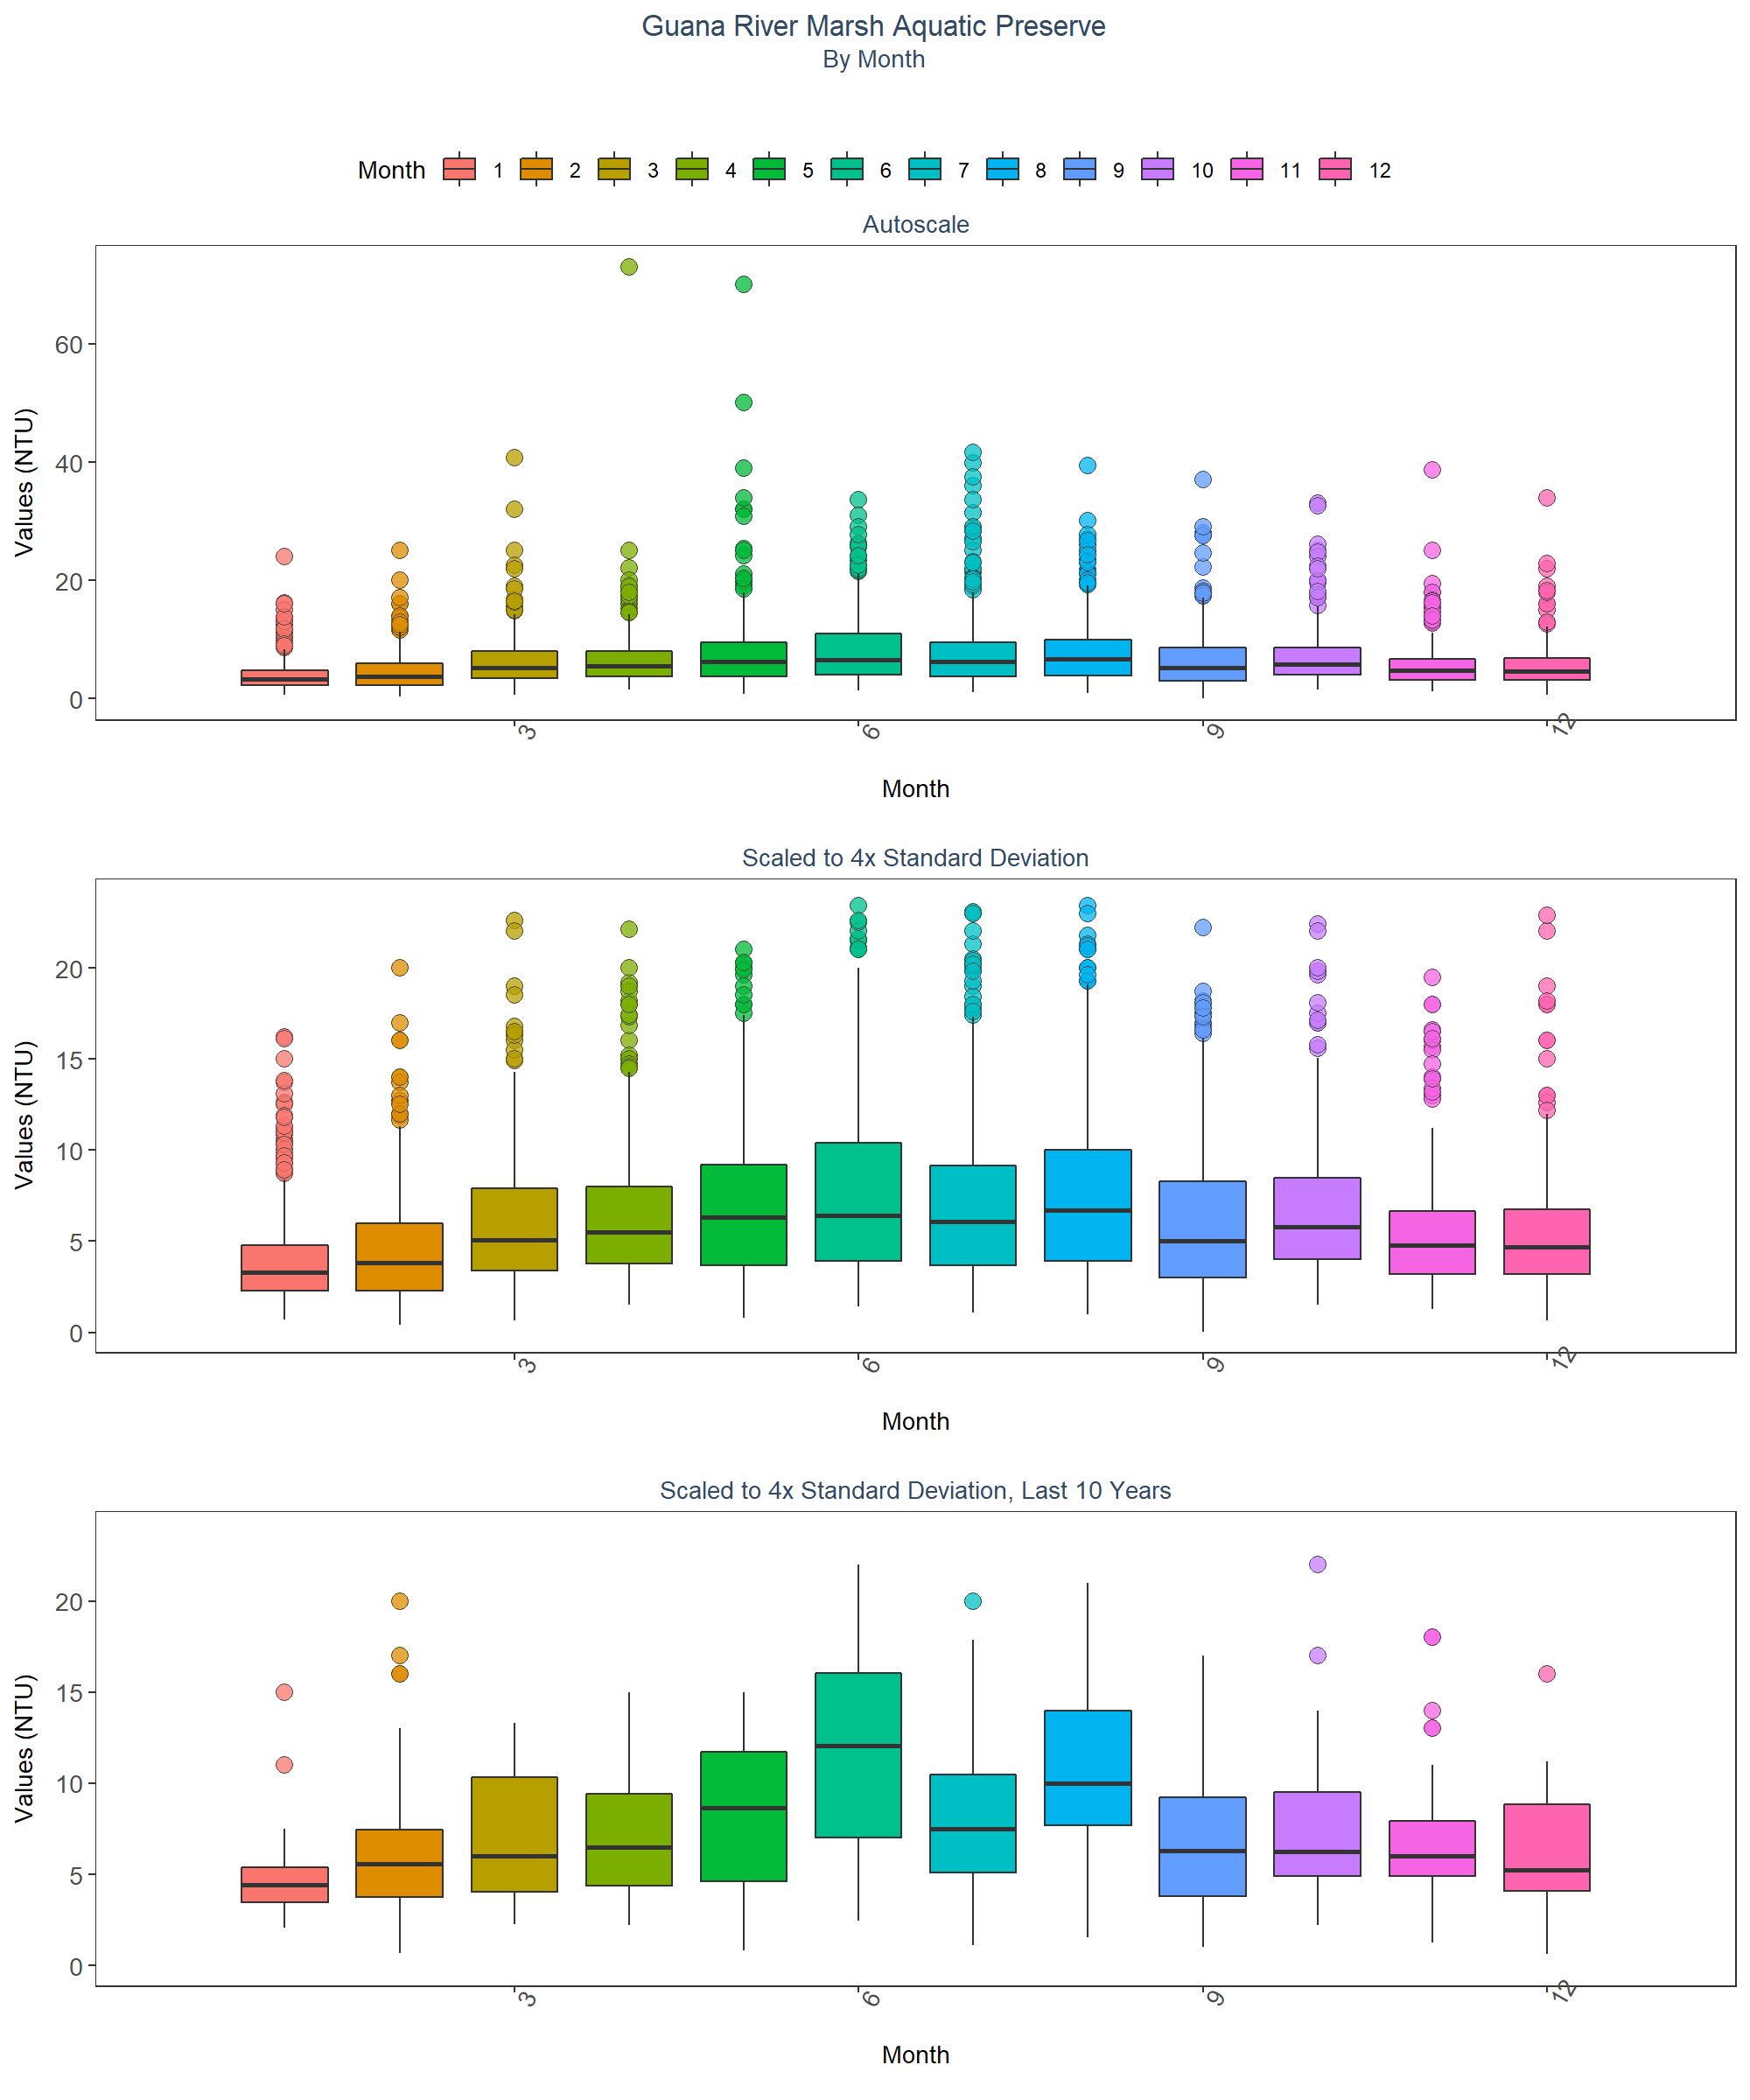 Guana River Marsh Aquatic Preserve
By Month
Month 1 2 3 4 5 6 7 8 9 10 11 12
Autoscale
Values (NTU)
60
40
20
0
3 6 9 12
Month
Scaled to 4x Standard Deviation
Values (NTU)
20
15
10
5
0
3 6 9 12
Month
Scaled to 4x Standard Deviation, Last 10 Years
Values (NTU)
20
15
10
5
0
3 6 9 12
Month